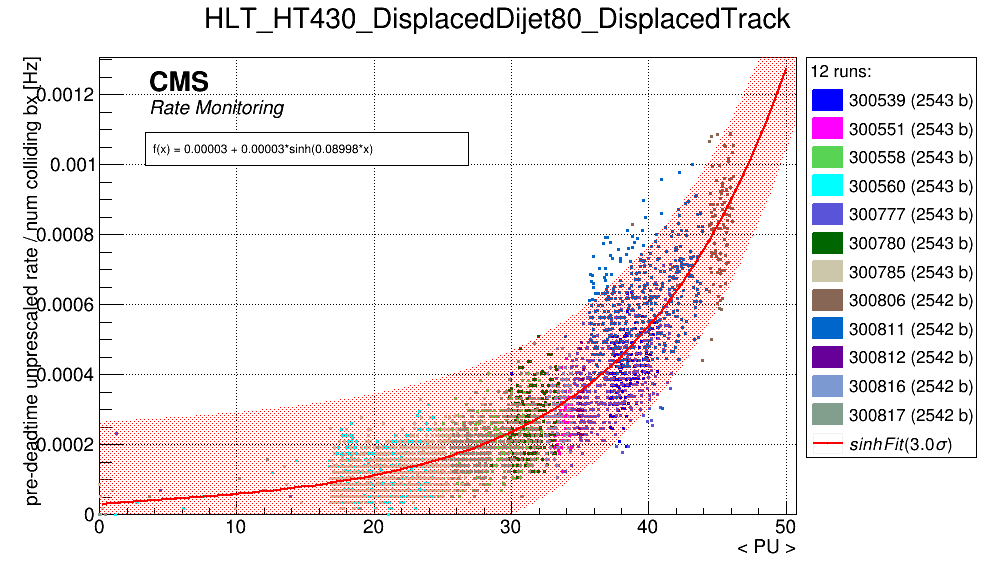 HLT_HT430_DisplacedDijet80_DisplacedTrack
pre-deadtime unprescaled rate / num colliding bx [Hz]
CMS
Rate Monitoring
f(x) = 0.00003 + 0.00003*sinh(0.08998*x)
0.0012
0.001
0.0008
0.0006
0.0004
0.0002
0
0 10 20 30 40 50
< PU >
12 runs:
300539 (2543 b)
300551 (2543 b)
300558 (2543 b)
300560 (2543 b)
300777 (2543 b)
300780 (2543 b)
300785 (2543 b)
300806 (2542 b)
300811 (2542 b)
300812 (2542 b)
300816 (2542 b)
300817 (2542 b)
sinhFit(3.0σ)